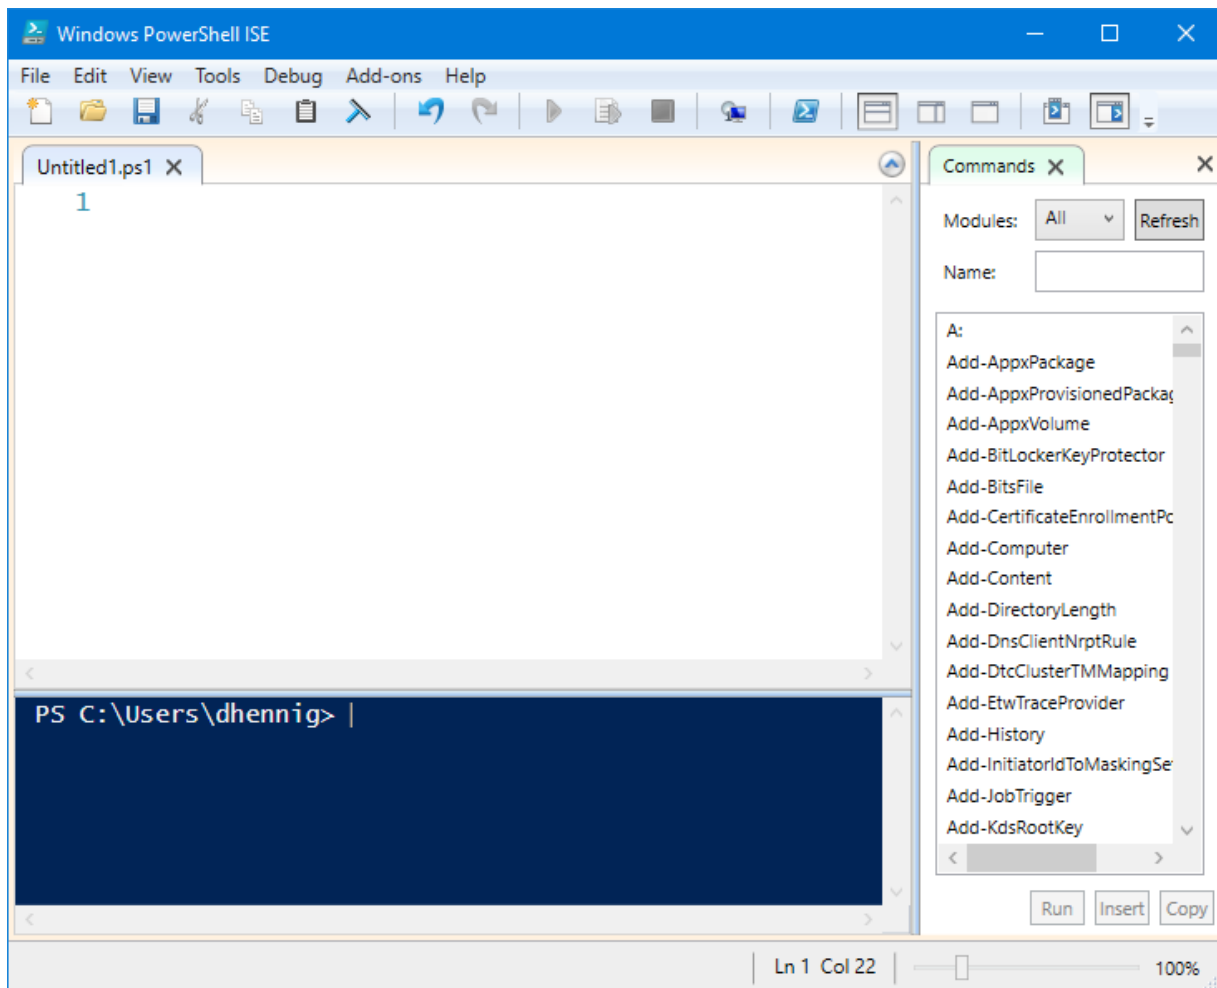 Windows PowerShell ISE
File Edit View Tools Debug Add-ons Help
Untitled1.ps1
1
PS C:\Users\dhennig>
Commands
Modules: All Refresh
Name:
A:
Add-AppxPackage
Add-AppxProvisionedPackag
Add-AppxVolume
Add-BitLockerKeyProtector
Add-BitsFile
Add-CertificateEnrollmentPo
Add-Computer
Add-Content
Add-DirectoryLength
Add-DnsClientNrptRule
Add-DtcClusterTMMapping
Add-EtwTraceProvider
Add-History
Add-InitiatorIdToMaskingSe
Add-JobTrigger
Add-KdsRootKey
Run Insert Copy
Ln 1 Col 22 100%